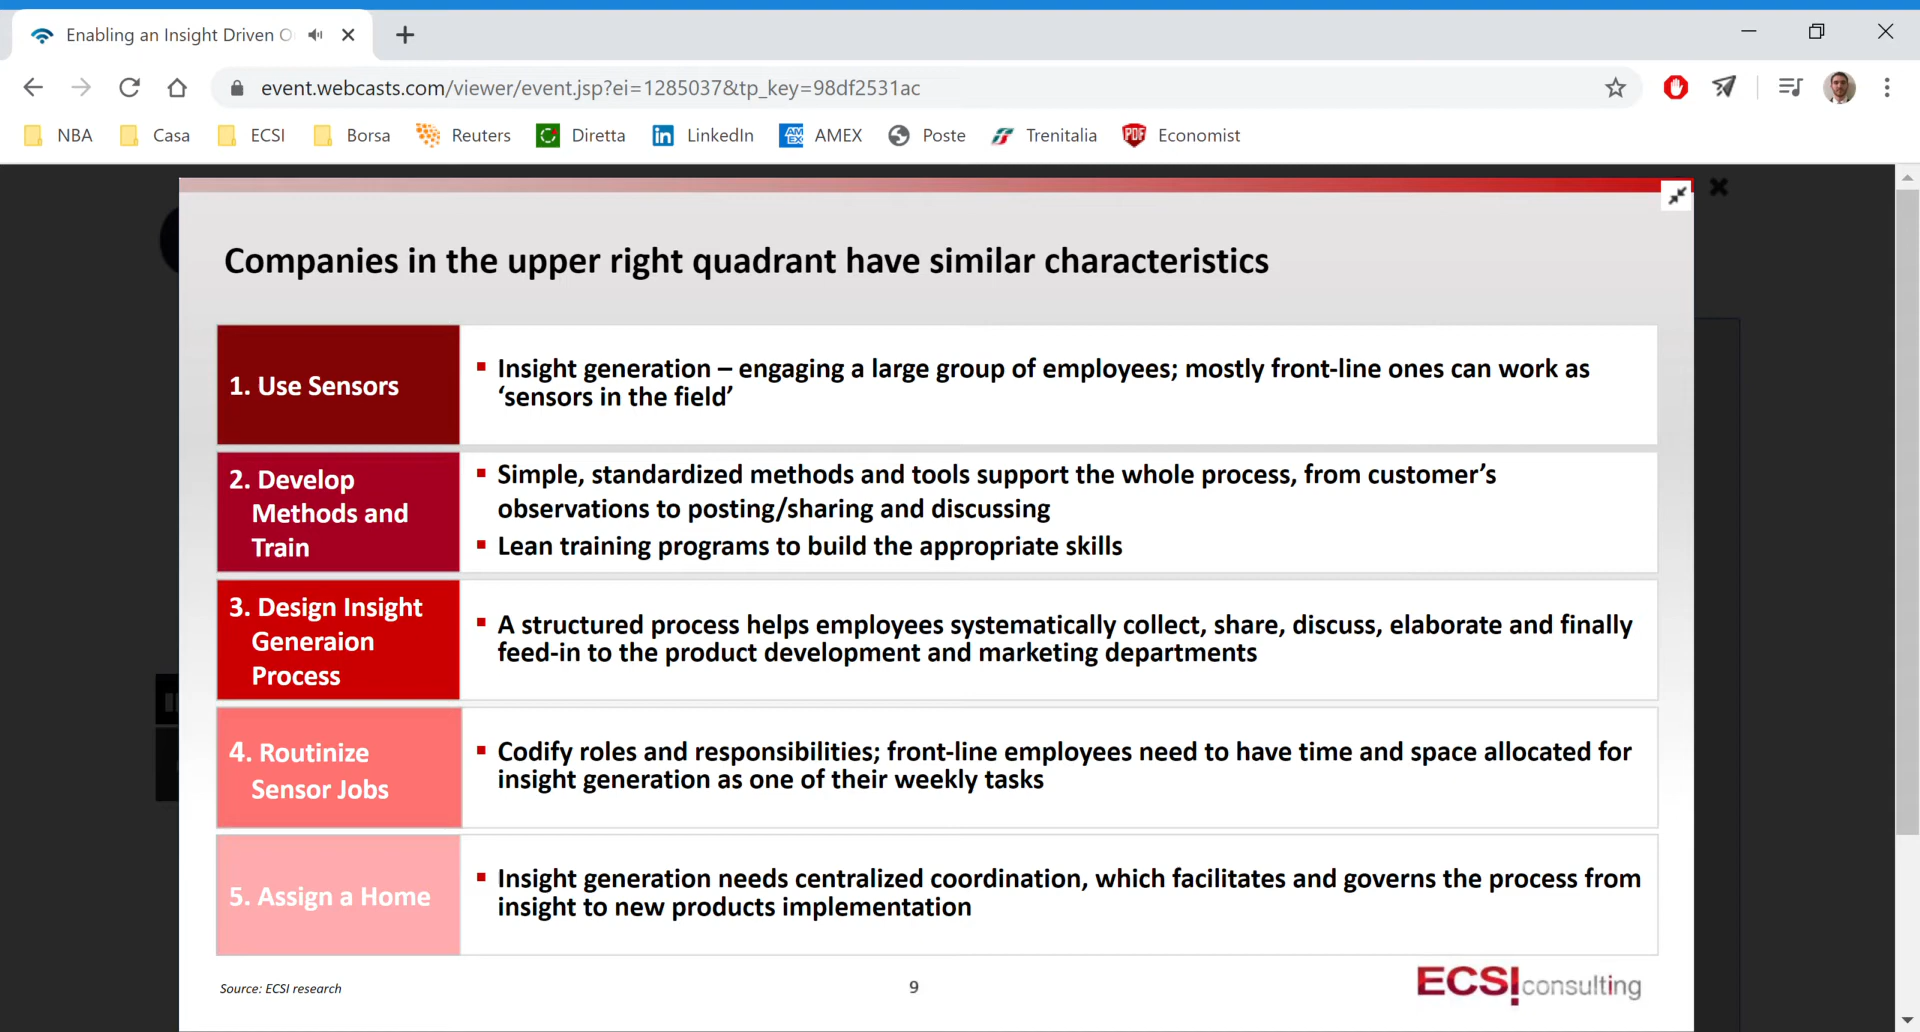 Enabling an Insight Driven O
event.webcasts.com/viewer/event.jsp?ei=1285037&tp_key=98df2531ac
NBA Casa ECSI Borsa Reuters Diretta LinkedIn AMEX Poste Trenitalia Economist
Companies in the upper right quadrant have similar characteristics
1. Use Sensors
▪ Insight generation – engaging a large group of employees; mostly front-line ones can work as
‘sensors in the field’
2. Develop
Methods and
Train
▪ Simple, standardized methods and tools support the whole process, from customer’s
observations to posting/sharing and discussing
▪ Lean training programs to build the appropriate skills
3. Design Insight
Generaion
Process
▪ A structured process helps employees systematically collect, share, discuss, elaborate and finally
feed-in to the product development and marketing departments
4. Routinize
Sensor Jobs
▪ Codify roles and responsibilities; front-line employees need to have time and space allocated for
insight generation as one of their weekly tasks
5. Assign a Home
▪ Insight generation needs centralized coordination, which facilitates and governs the process from
insight to new products implementation
Source: ECSI research
9
ECSI consulting